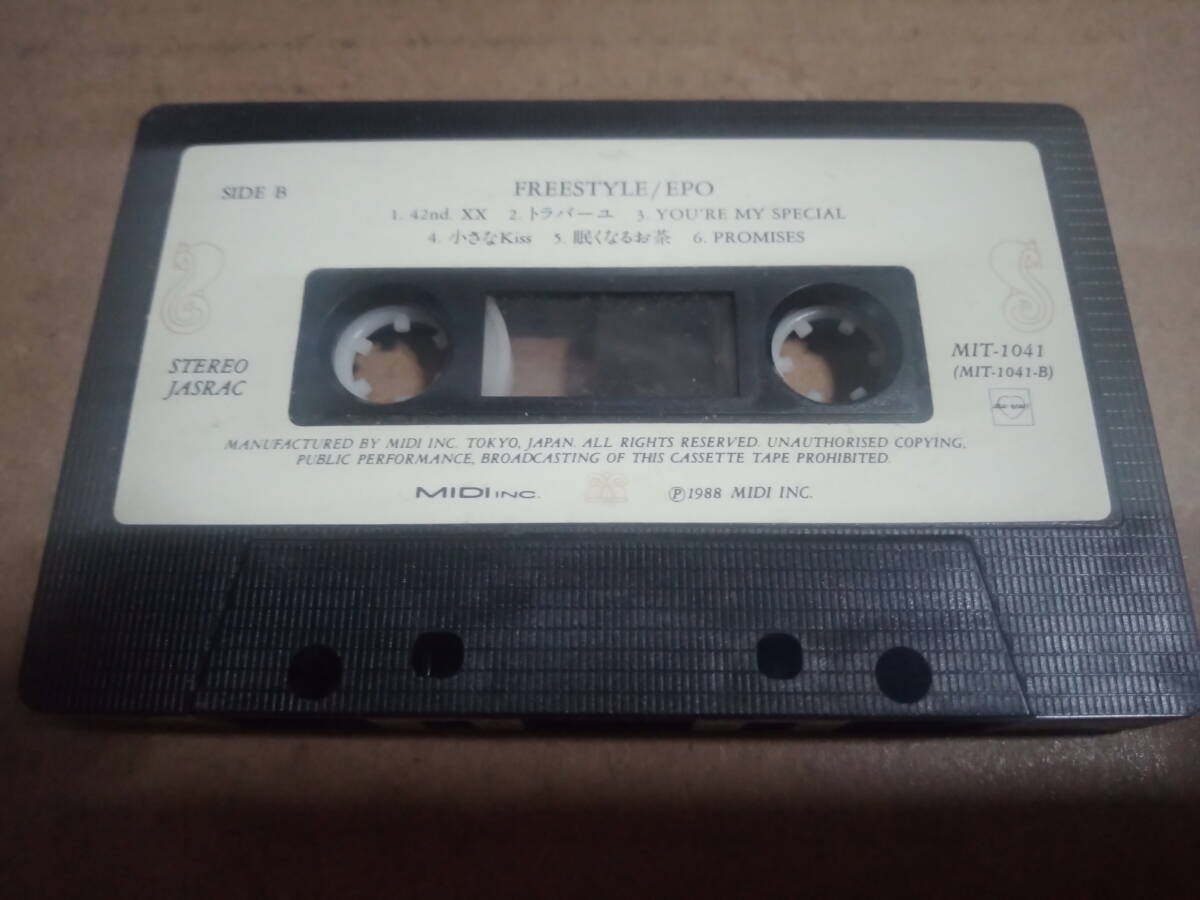 SIDE B
FREESTYLE/EPO
1. 42nd. XX 2. トラバーユ 3. YOU'RE MY SPECIAL
4. 小さなKiss 5. 眠くなるお茶 6. PROMISES
STEREO
JASRAC
MIT-1041
(MIT-1041-B)
MANUFACTURED BY MIDI INC. TOKYO, JAPAN. ALL RIGHTS RESERVED. UNAUTHORISED COPYING,
PUBLIC PERFORMANCE, BROADCASTING OF THIS CASSETTE TAPE PROHIBITED.
MIDI INC. Ⓟ1988 MIDI INC.